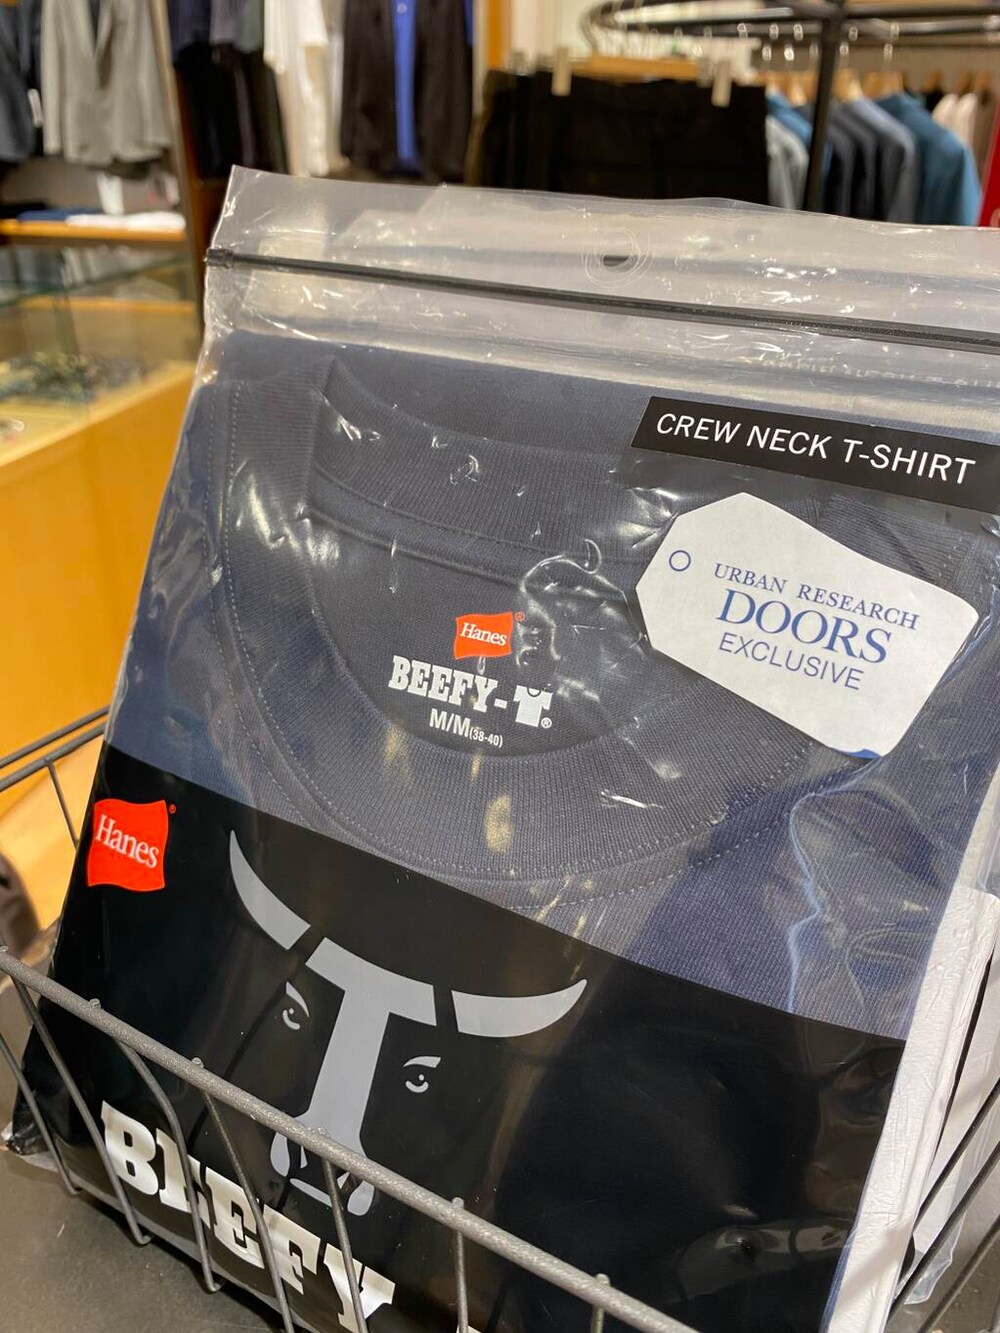 CREW NECK T-SHIRT
URBAN RESEARCH
DOORS
EXCLUSIVE
Hanes®
BEEFY-T®
M/M(38-40)
Hanes®
BEEFY